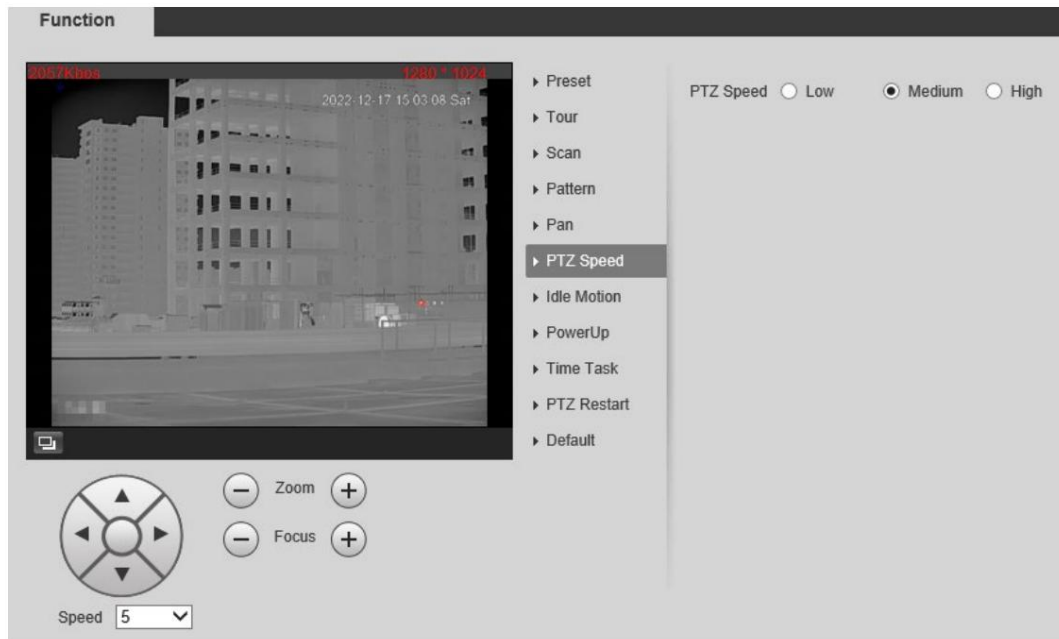 Function
2057Kbps 1280 * 1024
2022-12-17 15:03:08 Sat
Preset
Tour
Scan
Pattern
Pan
PTZ Speed
Idle Motion
PowerUp
Time Task
PTZ Restart
Default
PTZ Speed Low Medium High
Zoom
Focus
Speed 5